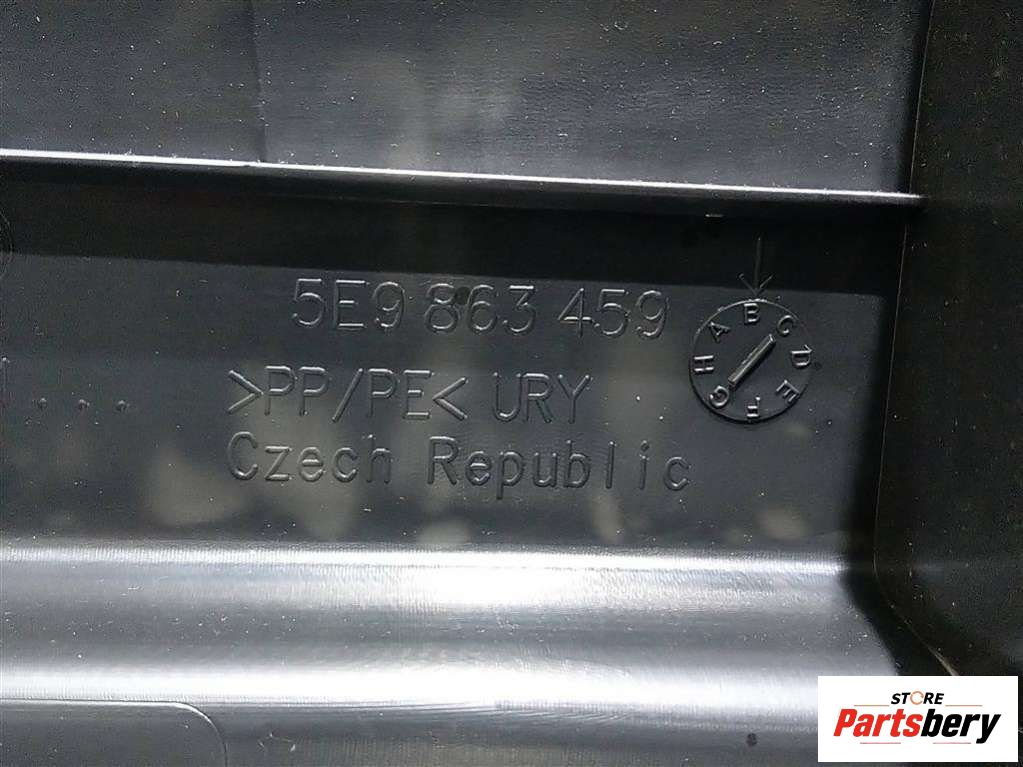 5E9 863 459
>PP/PE< URY
Czech Republic
A B C D E F G H
STORE
Partsbery